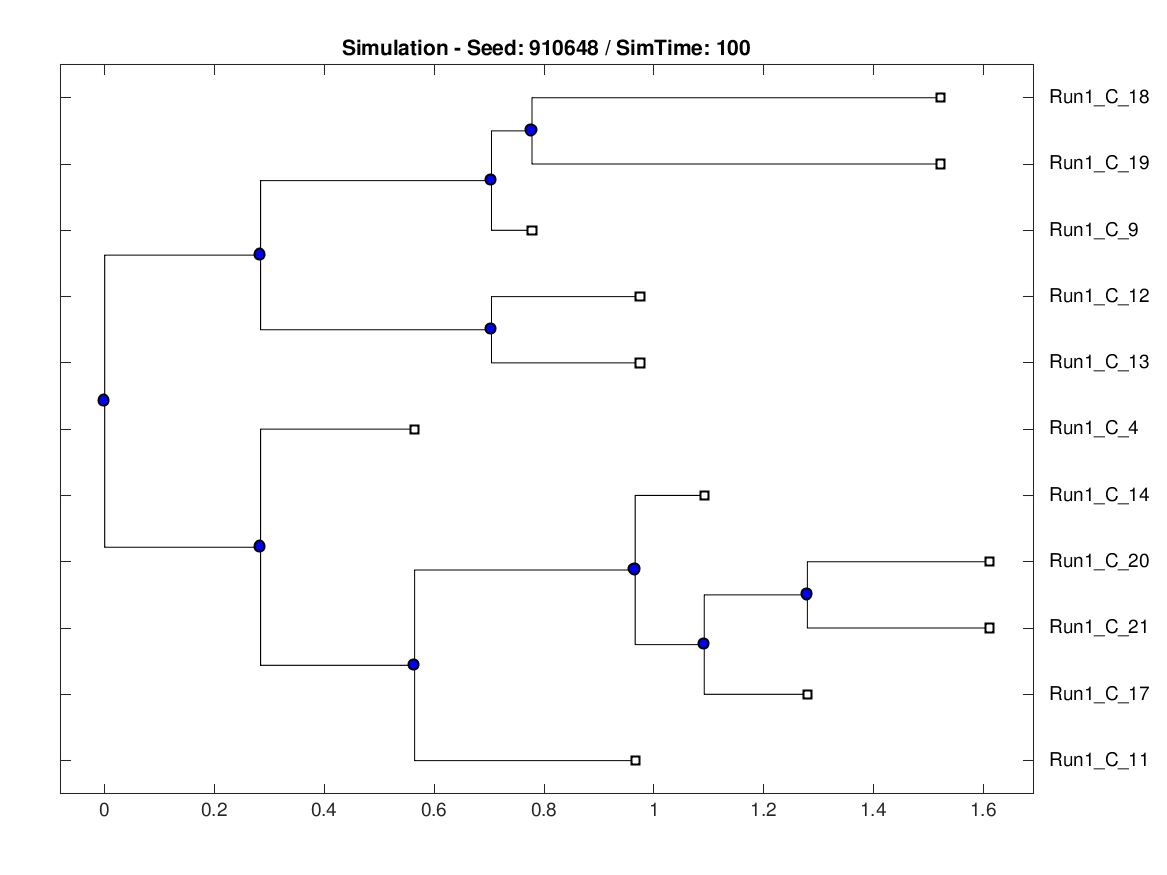 Simulation - Seed: 910648 / SimTime: 100
Run1_C_18
Run1_C_19
Run1_C_9
Run1_C_12
Run1_C_13
Run1_C_4
Run1_C_14
Run1_C_20
Run1_C_21
Run1_C_17
Run1_C_11
0 0.2 0.4 0.6 0.8 1 1.2 1.4 1.6